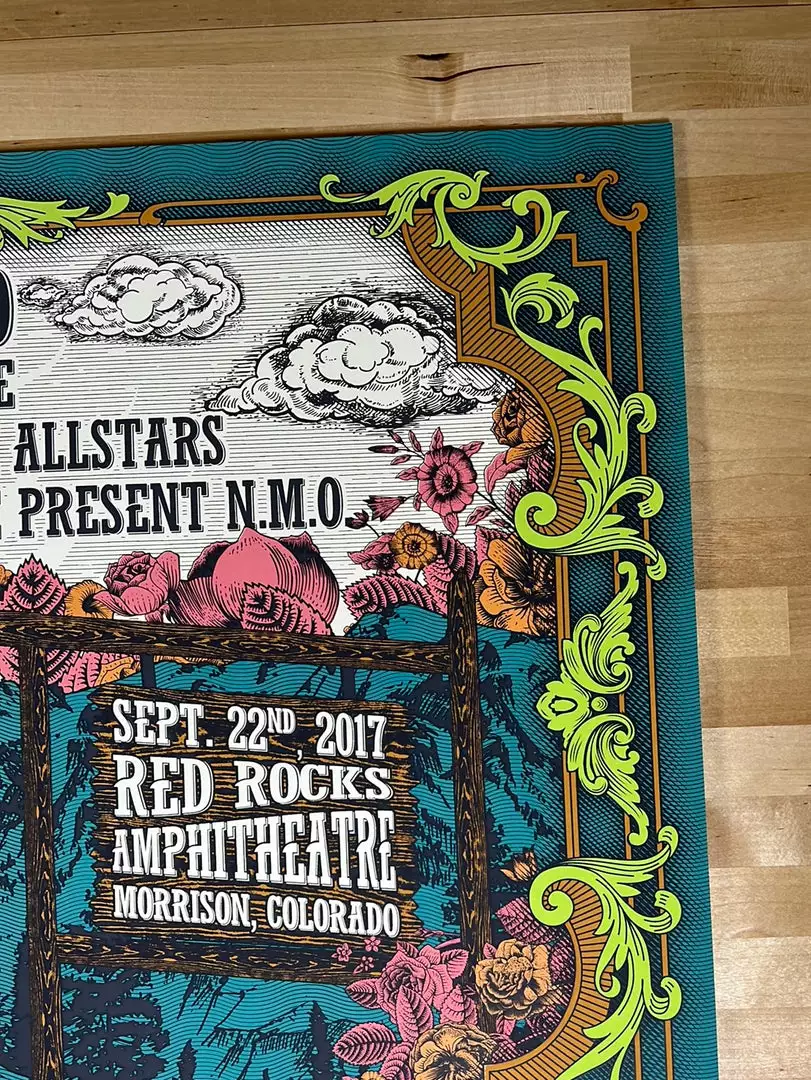 ALLSTARS
PRESENT N.M.O.
SEPT. 22ND, 2017
RED ROCKS
AMPHITHEATRE
MORRISON, COLORADO